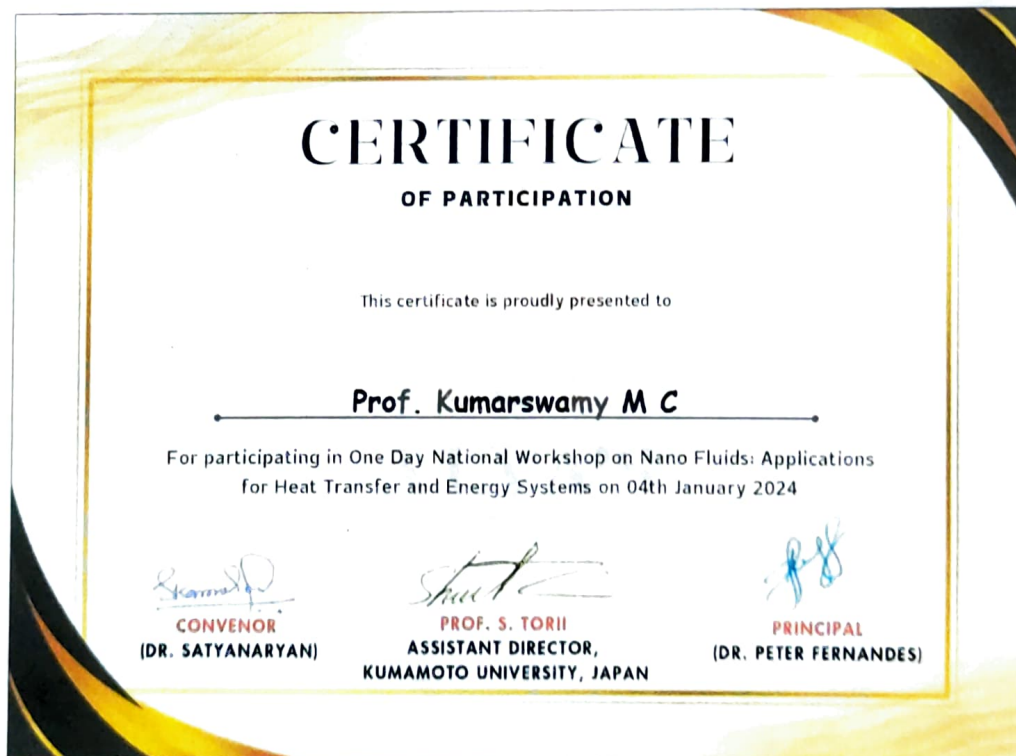 CERTIFICATE
OF PARTICIPATION
This certificate is proudly presented to
Prof. Kumarswamy M C
For participating in One Day National Workshop on Nano Fluids: Applications
for Heat Transfer and Energy Systems on 04th January 2024
CONVENOR
(DR. SATYANARYAN)
PROF. S. TORII
ASSISTANT DIRECTOR,
KUMAMOTO UNIVERSITY, JAPAN
PRINCIPAL
(DR. PETER FERNANDES)